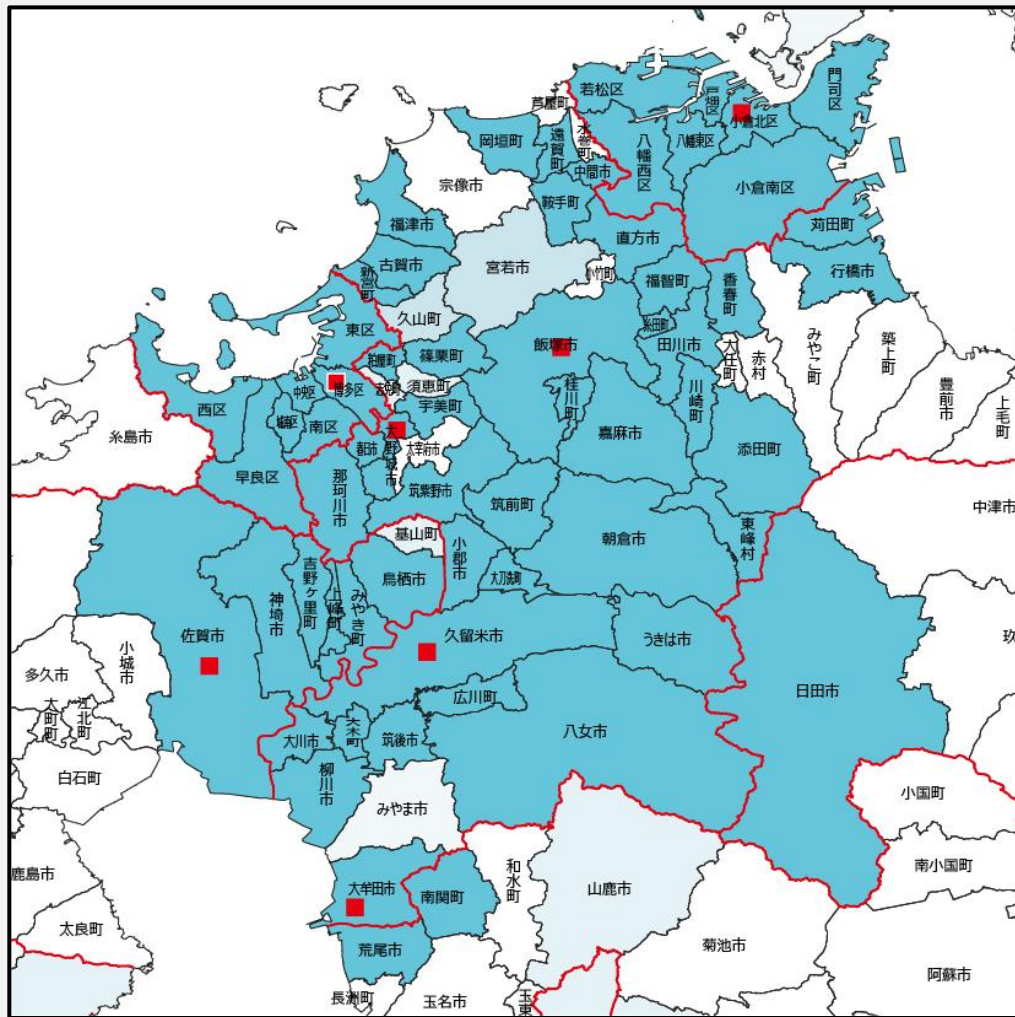 門司区
若松区
戸畑区
芦屋町
小倉北区
岡垣町
遠賀町
水巻町
八幡西区
八幡東区
中間市
宗像市
小倉南区
鞍手町
福津市
直方市
苅田町
古賀市
宮若市
小竹町
福智町
香春町
行橋市
新宮町
久山町
糸田町
みやこ町
築上町
東区
飯塚市
田川市
大任町
赤村
豊前市
上毛町
粕屋町
篠栗町
須恵町
志免町
博多区
中央区
桂川町
川崎町
西区
城南区
南区
宇美町
嘉麻市
添田町
糸島市
春日市
大野城市
太宰府市
早良区
那珂川市
筑紫野市
筑前町
中津市
基山町
小郡市
朝倉市
東峰村
吉野ヶ里町
鳥栖市
大刀洗町
神埼市
上峰町
みやき町
佐賀市
久留米市
うきは市
小城市
多久市
日田市
玖
大町町
江北町
広川町
大川市
大木町
筑後市
八女市
白石町
柳川市
みやま市
小国町
鹿島市
大牟田市
南関町
和水町
山鹿市
南小国町
太良町
荒尾市
菊池市
阿蘇市
長洲町
玉名市
玉東